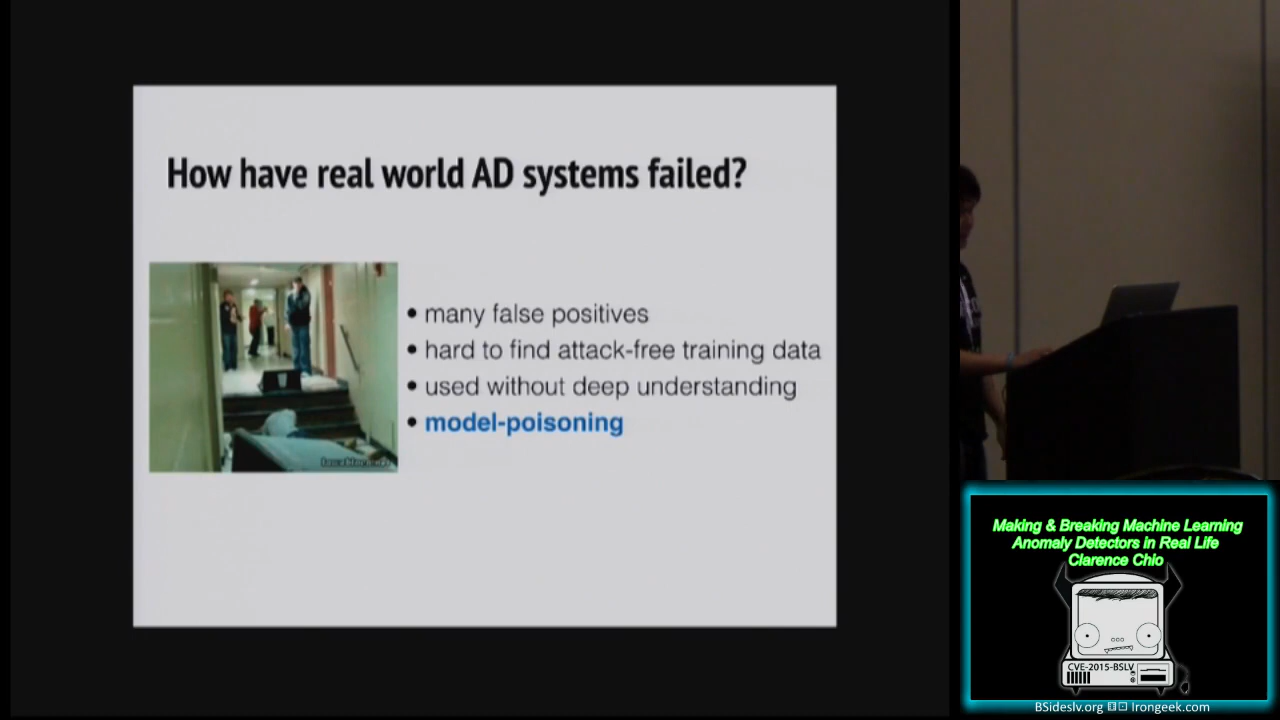 How have real world AD systems failed?
• many false positives
• hard to find attack-free training data
• used without deep understanding
• model-poisoning
Making & Breaking Machine Learning
Anomaly Detectors in Real Life
Clarence Chio
CVE-2015-BSLV
BSideslv.org
Irongeek.com